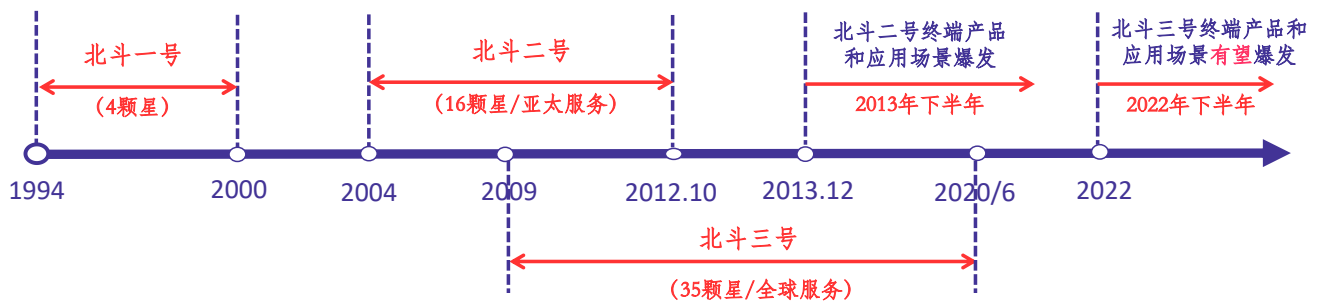 北斗一号
(4颗星)
北斗二号
(16颗星/亚太服务)
北斗二号终端产品
和应用场景爆发
2013年下半年
北斗三号终端产品和
应用场景有望爆发
2022年下半年
1994
2000
2004
2009
2012.10
2013.12
2020/6
2022
北斗三号
(35颗星/全球服务)